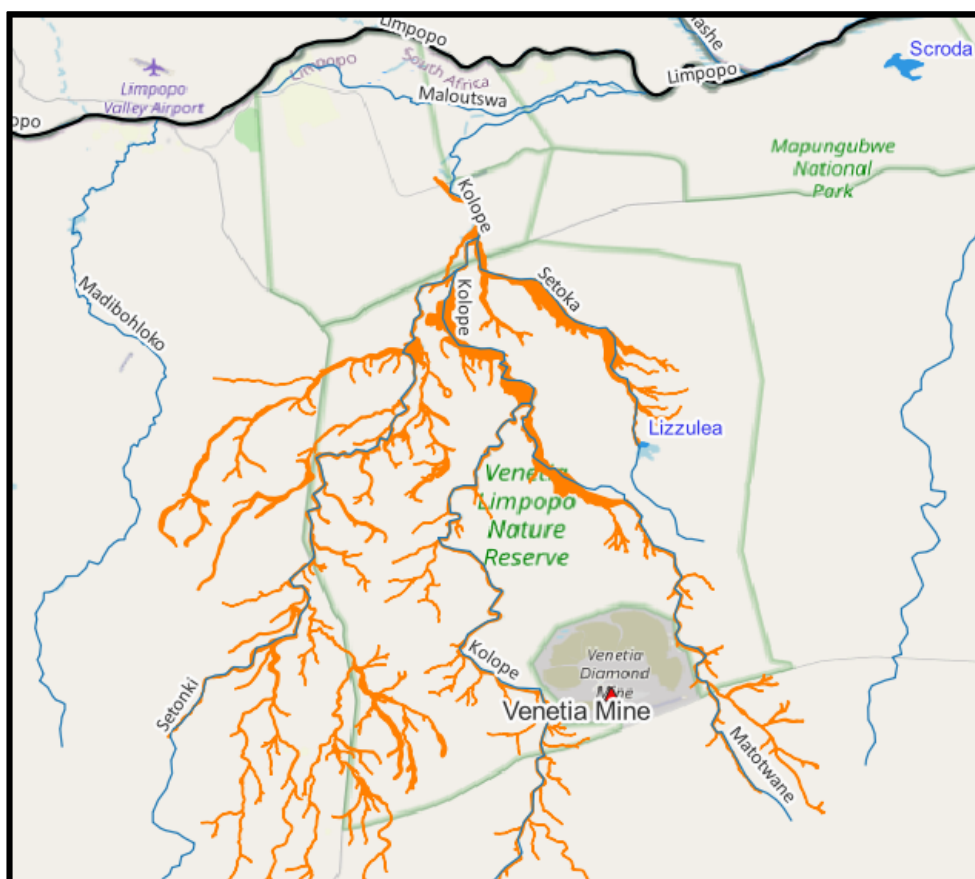 Limpopo
Limpopo
South Africa
Limpopo
Scroda
Limpopo
Valley Airport
Maloutswa
Mapungubwe
National
Park
Kolope
Kolope
Setoka
Madibohloko
Lizzulea
Venetia
Limpopo
Nature
Reserve
Kolope
Venetia
Diamond
Mine
Venetia Mine
Setonki
Matotwane